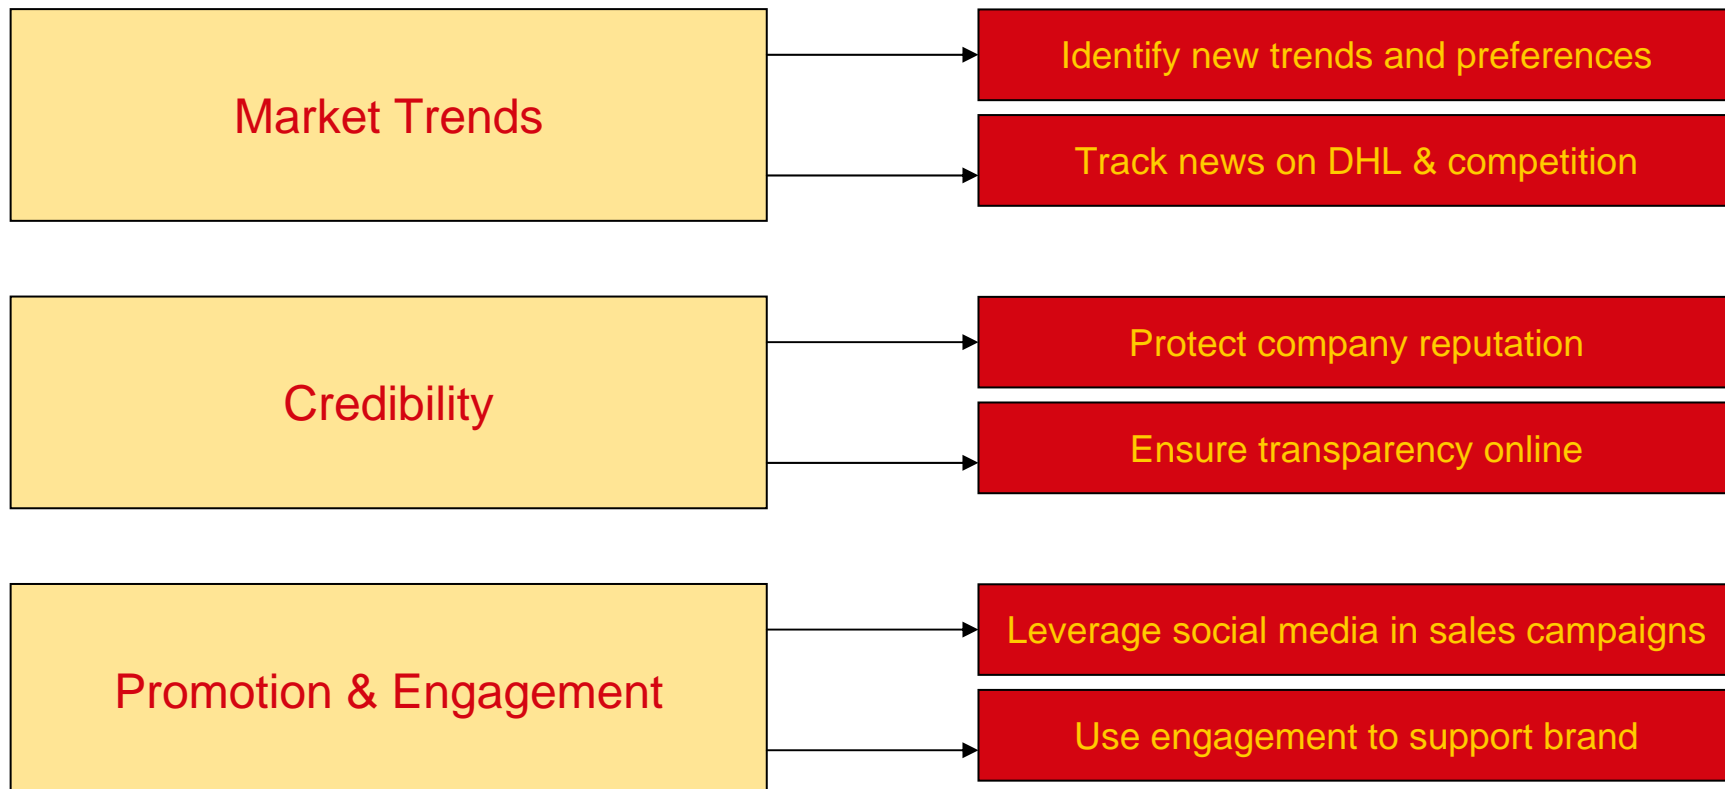 Market Trends
Identify new trends and preferences
Track news on DHL & competition
Credibility
Protect company reputation
Ensure transparency online
Promotion & Engagement
Leverage social media in sales campaigns
Use engagement to support brand